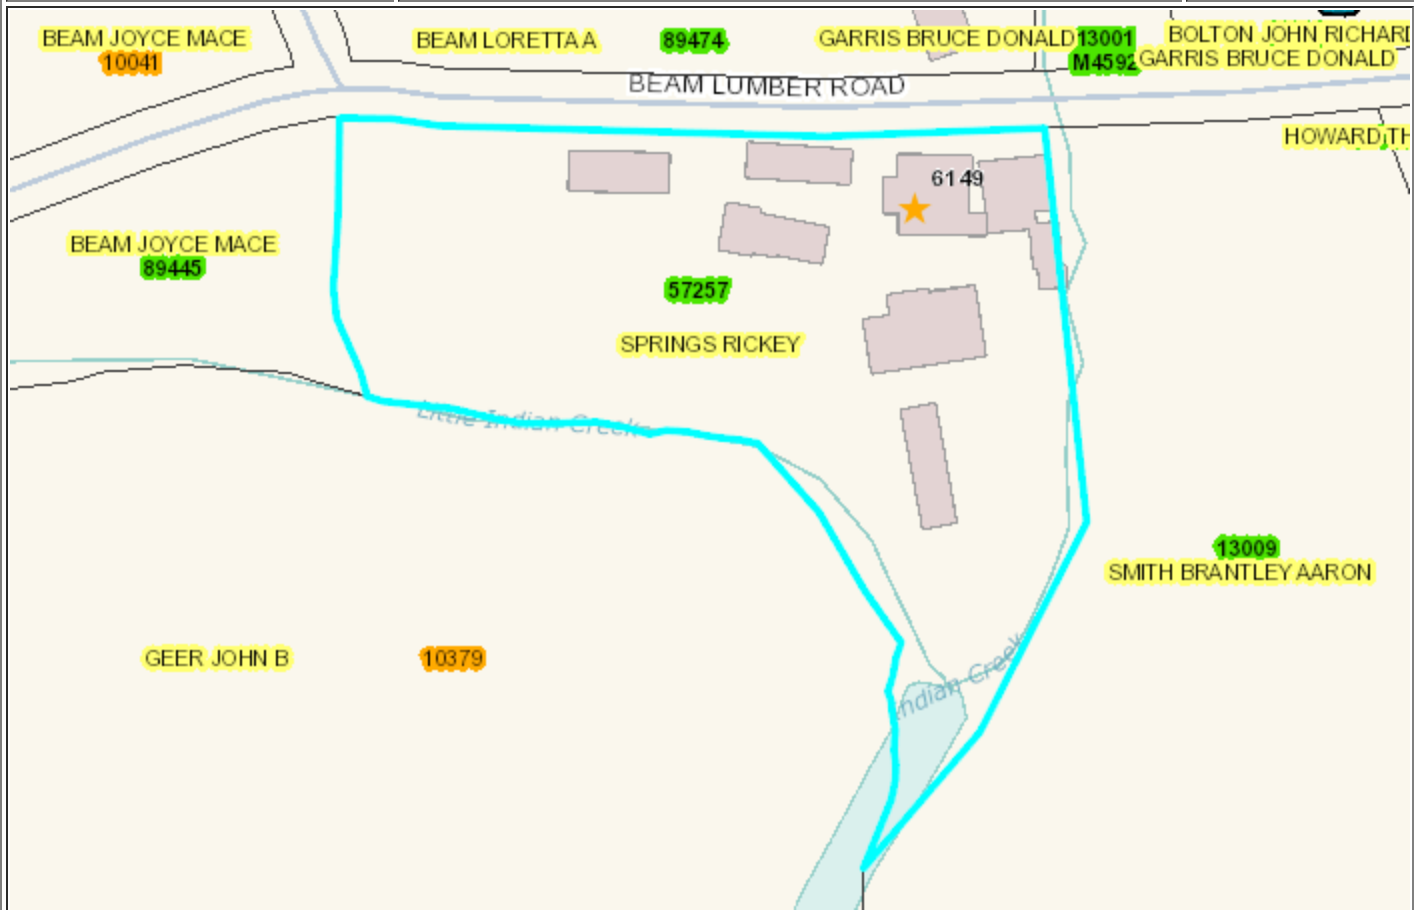 BEAM JOYCE MACE
10041
BEAM LORETTA A
89474
GARRIS BRUCE DONALD
13001
M4592
BOLTON JOHN RICHARD
GARRIS BRUCE DONALD
BEAM LUMBER ROAD
HOWARD TH
6149
BEAM JOYCE MACE
89445
57257
SPRINGS RICKEY
Little Indian Creek
13009
SMITH BRANTLEY AARON
GEER JOHN B
10379
Indian Creek